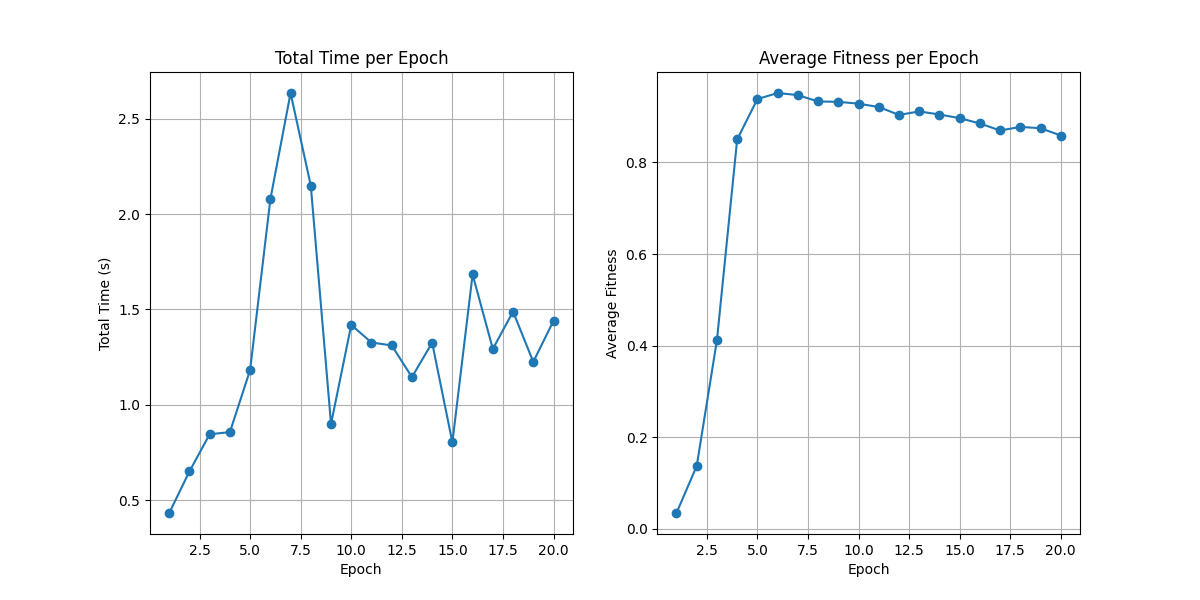 Total Time per Epoch
Total Time (s)
2.5
2.0
1.5
1.0
0.5
2.5 5.0 7.5 10.0 12.5 15.0 17.5 20.0
Epoch
Average Fitness per Epoch
Average Fitness
0.8
0.6
0.4
0.2
0.0
2.5 5.0 7.5 10.0 12.5 15.0 17.5 20.0
Epoch